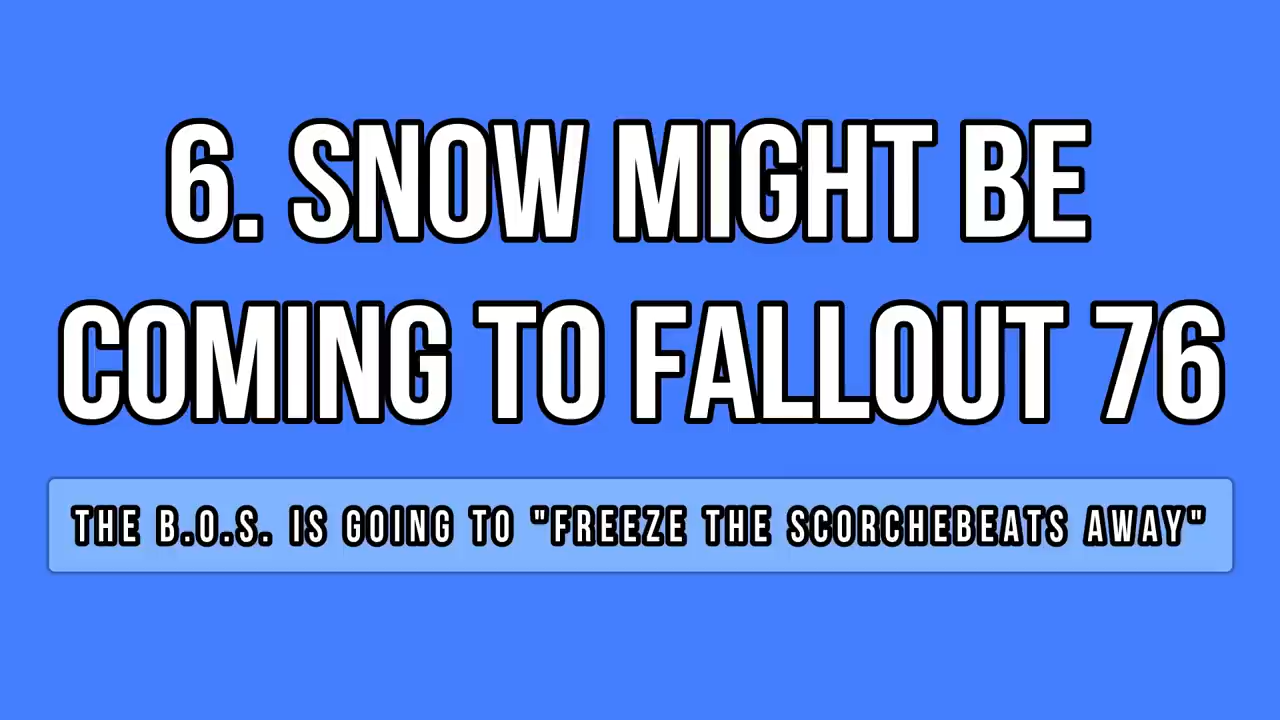 6. SNOW MIGHT BE
COMING TO FALLOUT 76
THE B.O.S. IS GOING TO "FREEZE THE SCORCHEBEATS AWAY"